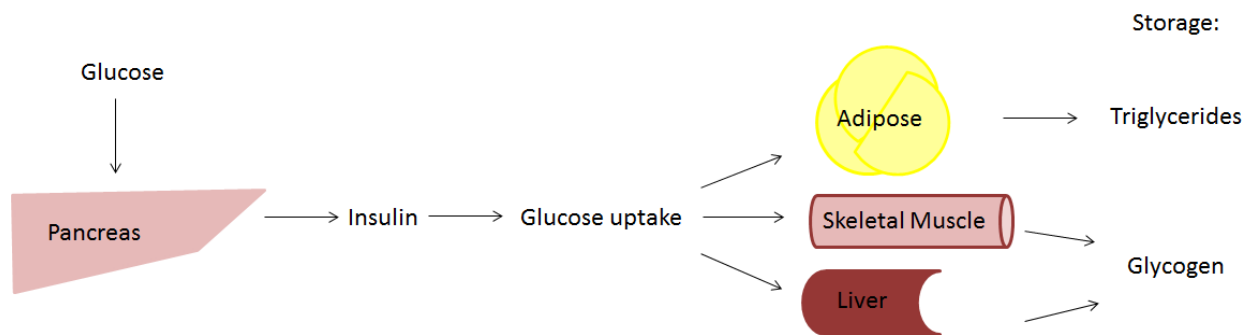 Storage:
Glucose
Adipose
Triglycerides
Pancreas
Insulin
Glucose uptake
Skeletal Muscle
Glycogen
Liver